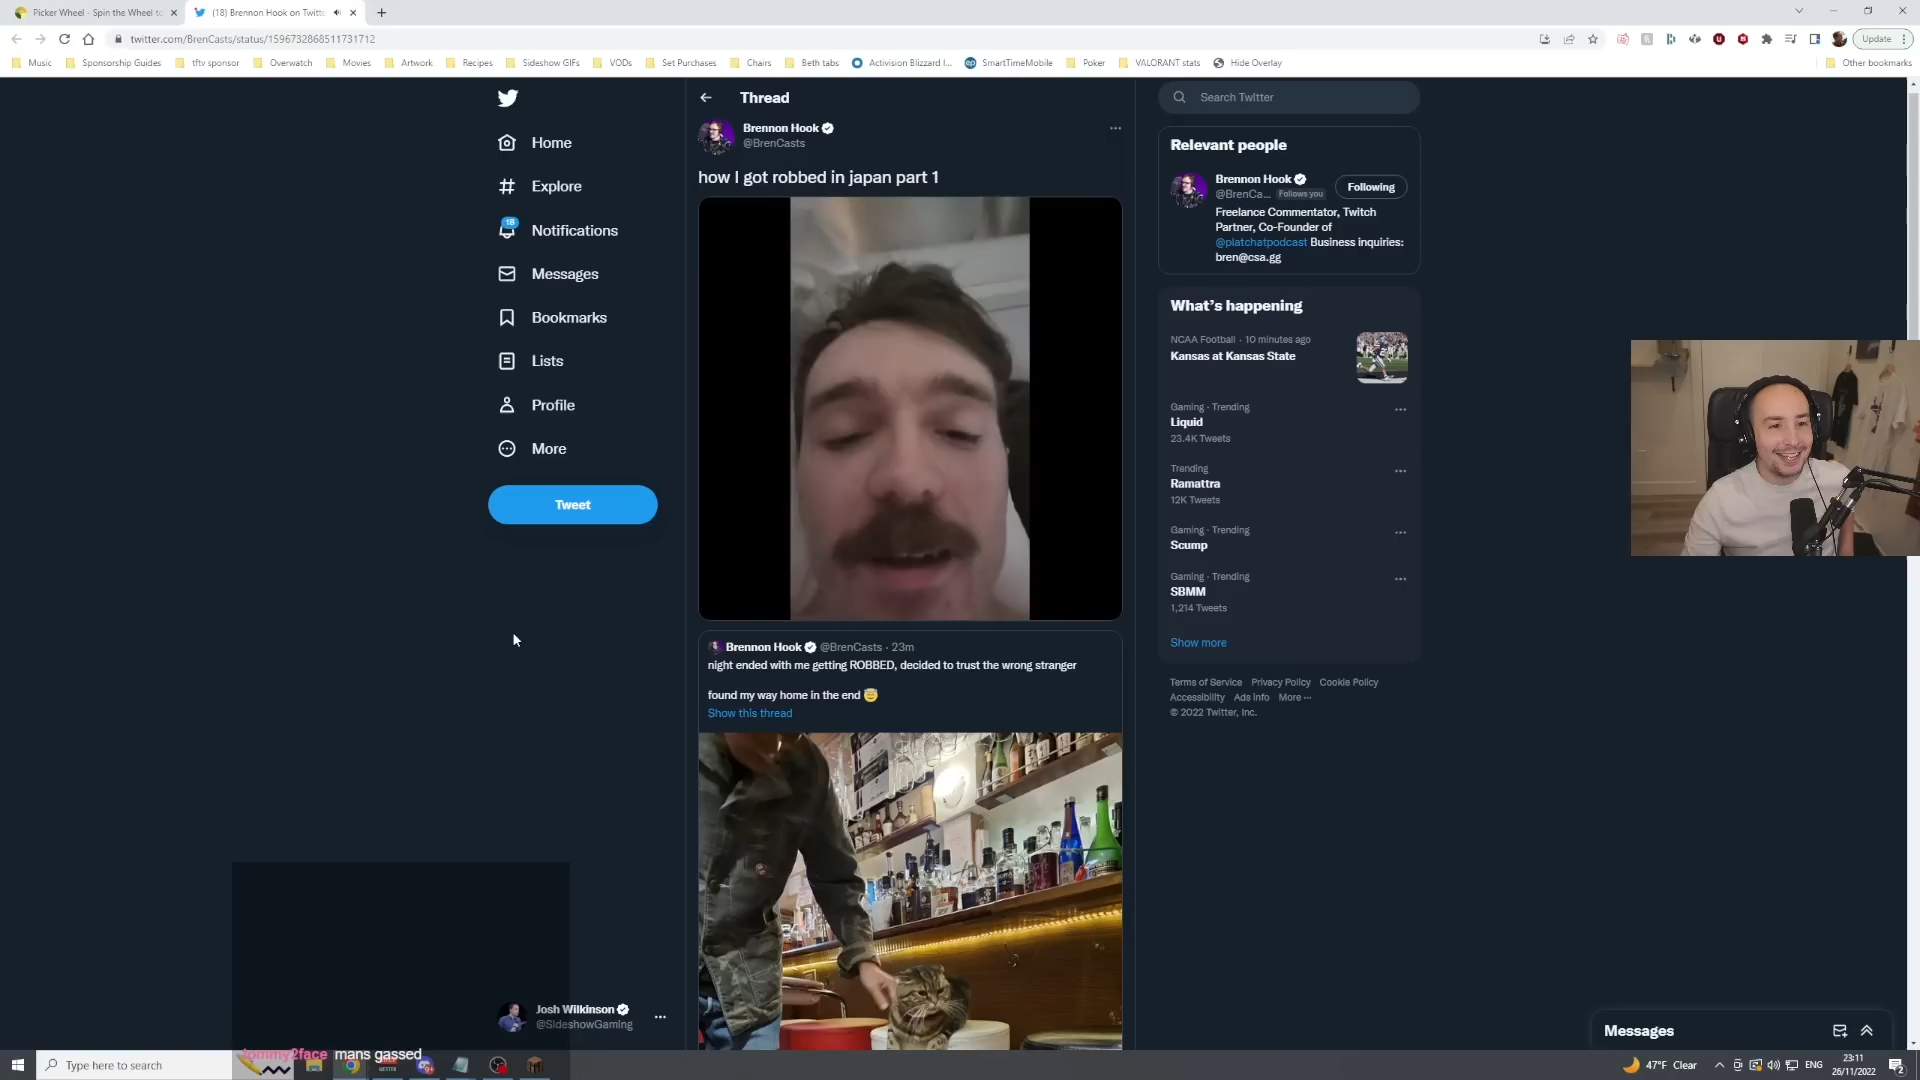 Picker Wheel - Spin the Wheel to
(18) Brennon Hook on Twitte
twitter.com/BrenCasts/status/1596732868511731712
Update
Music
Sponsorship Guides
tftv sponsor
Overwatch
Movies
Artwork
Recipes
Sideshow GIFs
VODs
Set Purchases
Chairs
Beth tabs
Activision Blizzard I...
SmartTimeMobile
Poker
VALORANT stats
Hide Overlay
Other bookmarks
Home
Explore
18
Notifications
Messages
Bookmarks
Lists
Profile
More
Tweet
Josh Wilkinson
@SideshowGaming
Thread
Brennon Hook
@BrenCasts
how I got robbed in japan part 1
Brennon Hook @BrenCasts · 23m
night ended with me getting ROBBED, decided to trust the wrong stranger
found my way home in the end 😇
Show this thread
Search Twitter
Relevant people
Brennon Hook
@BrenCa... Follows you
Following
Freelance Commentator, Twitch
Partner, Co-Founder of
@platchatpodcast Business inquiries:
bren@csa.gg
What's happening
NCAA Football · 10 minutes ago
Kansas at Kansas State
Gaming · Trending
Liquid
23.4K Tweets
Trending
Ramattra
12K Tweets
Gaming · Trending
Scump
Gaming · Trending
SBMM
1,214 Tweets
Show more
Terms of Service Privacy Policy Cookie Policy
Accessibility Ads info More ···
© 2022 Twitter, Inc.
Messages
tommy2face mans gassed
Type here to search
47°F Clear
ENG
23:11
26/11/2022
2